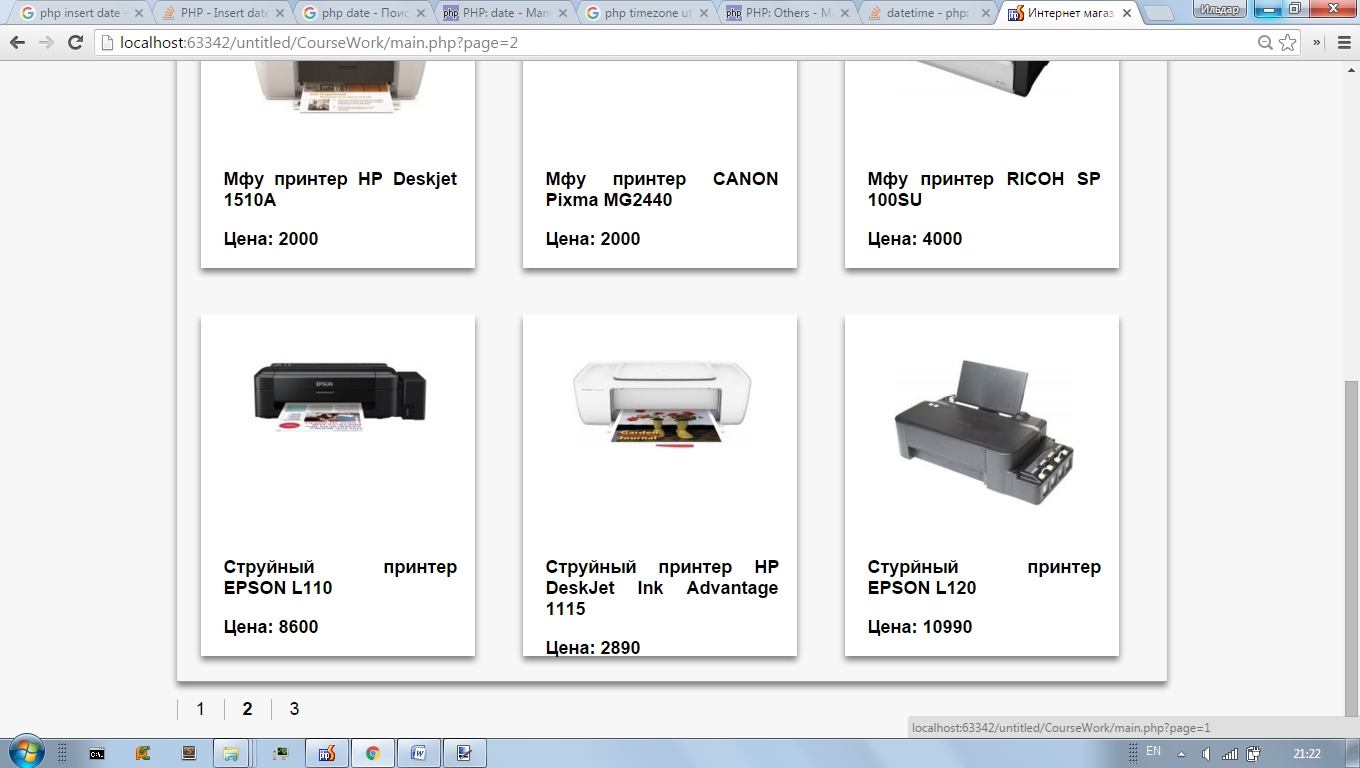 php insert date -
PHP - Insert date
php date - Поис
PHP: date - Man
php timezone ut
PHP: Others - M
datetime - php:
Интернет магаз
Ильдар
localhost:63342/untitled/CourseWork/main.php?page=2
Мфу принтер HP Deskjet
1510A
Цена: 2000
Мфу принтер CANON
Pixma MG2440
Цена: 2000
Мфу принтер RICOH SP
100SU
Цена: 4000
EPSON
Garden
Journal
Струйный принтер
EPSON L110
Цена: 8600
Струйный принтер HP
DeskJet Ink Advantage
1115
Цена: 2890
Стурйный принтер
EPSON L120
Цена: 10990
1 2 3
localhost:63342/untitled/CourseWork/main.php?page=1
EN
21:22